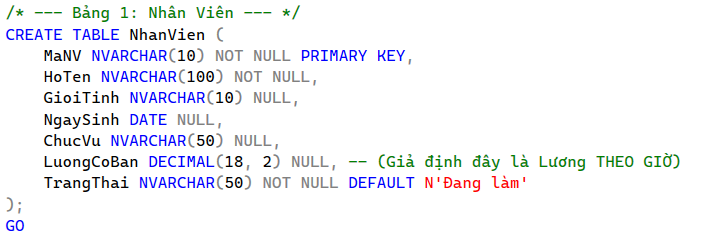 /* --- Bảng 1: Nhân Viên --- */
CREATE TABLE NhanVien (
    MaNV NVARCHAR(10) NOT NULL PRIMARY KEY,
    HoTen NVARCHAR(100) NOT NULL,
    GioiTinh NVARCHAR(10) NULL,
    NgaySinh DATE NULL,
    ChucVu NVARCHAR(50) NULL,
    LuongCoBan DECIMAL(18, 2) NULL, -- (Giả định đây là Lương THEO GIỜ)
    TrangThai NVARCHAR(50) NOT NULL DEFAULT N'Đang làm'
);
GO